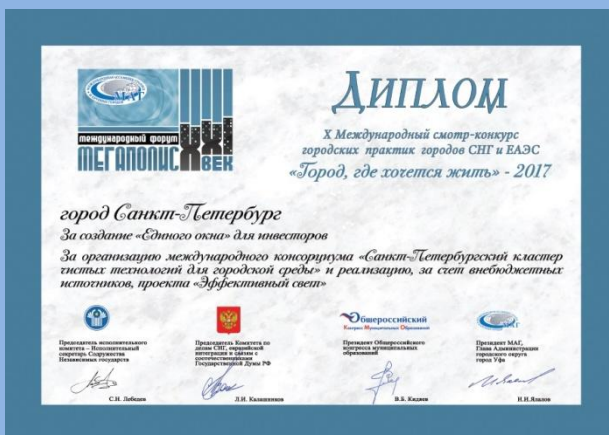 МАГ
международный форум
МЕГАПОЛИС
XXI
ВЕК
ДИПЛОМ
X Международный смотр-конкурс
городских практик городов СНГ и ЕАЭС
«Город, где хочется жить» - 2017
город Санкт-Петербург
За создание «Единого окна» для инвесторов
За организацию международного консорциума «Санкт-Петербургский кластер
чистых технологий для городской среды» и реализацию, за счет внебюджетных
источников, проекта «Эффективный свет»
Председатель исполнительного
комитета – Исполнительный
секретарь Содружества
Независимых государств
С.Н. Лебедев
Председатель Комитета по
делам СНГ, евразийской
интеграции и связям с
соотечественниками
Государственной Думы РФ
Л.И. Калашников
Общероссийский
Конгресс Муниципальных Образований
Президент Общероссийского
конгресса муниципальных
образований
В.Б. Кидяев
МАГ
Президент МАГ,
Глава Администрации
городского округа
город Уфа
И.И.Ялалов